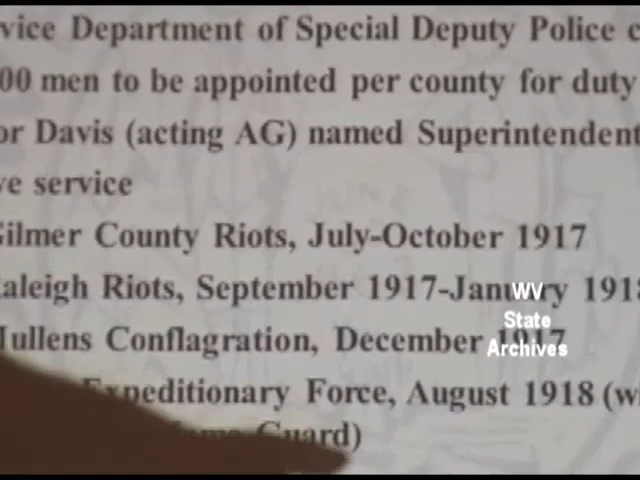 vice Department of Special Deputy Police
00 men to be appointed per county for duty
or Davis (acting AG) named Superintendent
ve service
Gilmer County Riots, July-October 1917
aleigh Riots, September 1917-January 1918
Mullens Conflagration, December 1917
Expeditionary Force, August 1918 (wi
Guard)
WV
State
Archives